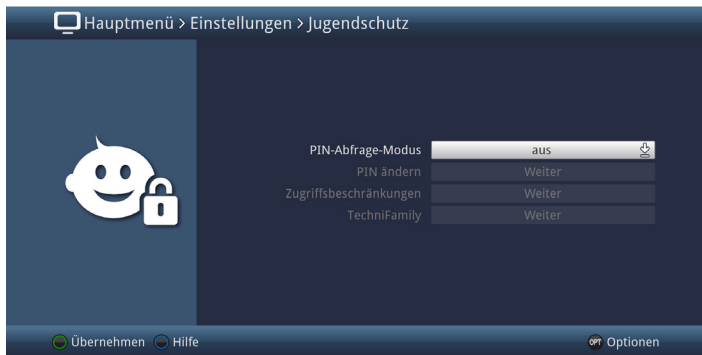 Hauptmenü > Einstellungen > Jugendschutz
PIN-Abfrage-Modus aus
PIN ändern Weiter
Zugriffsbeschränkungen Weiter
TechniFamily Weiter
Übernehmen Hilfe OPT Optionen